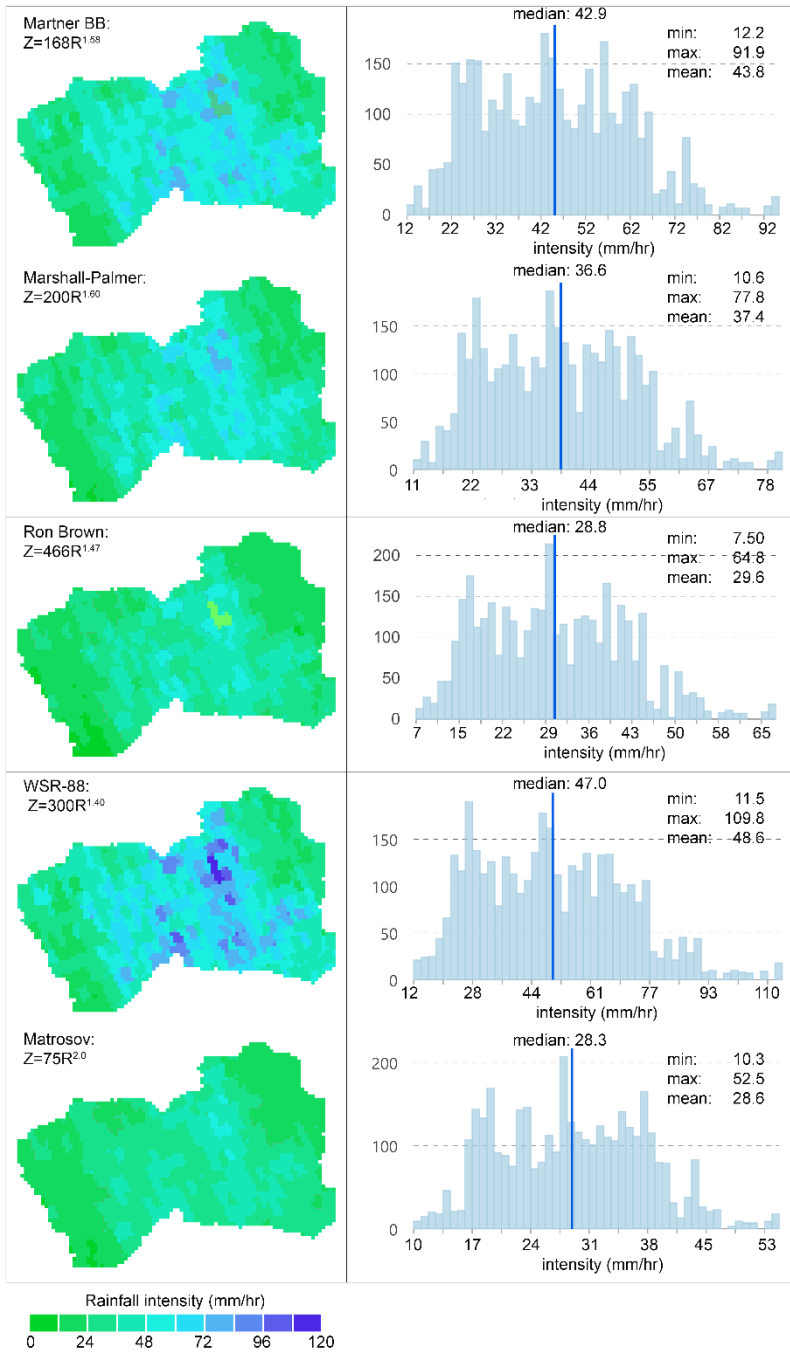 Martner BB:
Z=168R1.58
median: 42.9
min: 12.2
max: 91.9
mean: 43.8
150
100
50
0
12 22 32 42 52 62 72 82 92
intensity (mm/hr)
Marshall-Palmer:
Z=200R1.60
median: 36.6
min: 10.6
max: 77.8
mean: 37.4
150
100
50
0
11 22 33 44 55 67 78
intensity (mm/hr)
Ron Brown:
Z=466R1.47
median: 28.8
min: 7.50
max: 64.8
mean: 29.6
200
150
100
50
0
7 15 22 29 36 43 50 58 65
intensity (mm/hr)
WSR-88:
Z=300R1.40
median: 47.0
min: 11.5
max: 109.8
mean: 48.6
150
100
50
0
12 28 44 61 77 93 110
intensity (mm/hr)
Matrosov:
Z=75R2.0
median: 28.3
min: 10.3
max: 52.5
mean: 28.6
200
100
0
10 17 24 31 38 45 53
intensity (mm/hr)
Rainfall intensity (mm/hr)
0 24 48 72 96 120